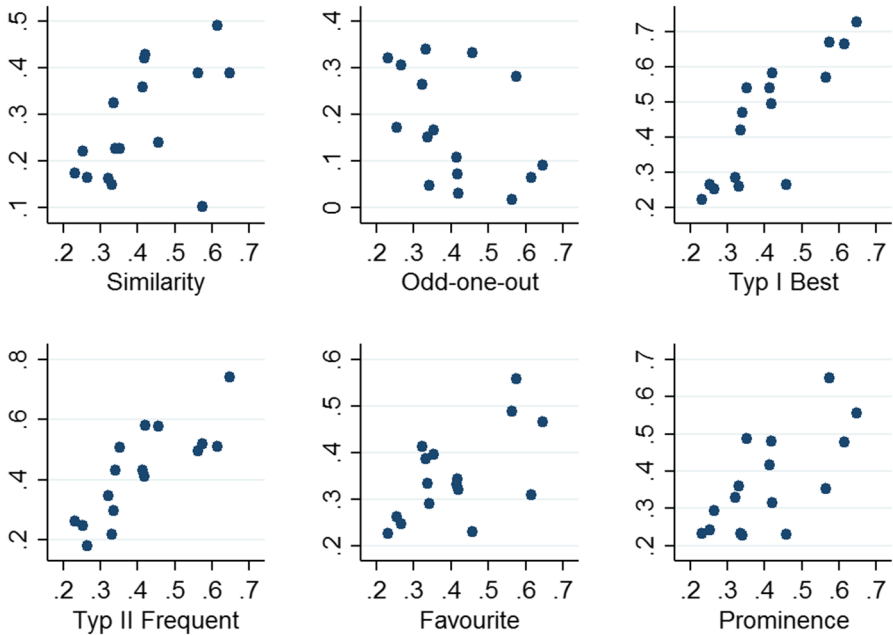 .5 .4 .3 .2 .1
.2 .3 .4 .5 .6 .7
Similarity
.4 .3 .2 .1 0
.2 .3 .4 .5 .6 .7
Odd-one-out
.7 .6 .5 .4 .3 .2
.2 .3 .4 .5 .6 .7
Typ I Best
.8 .6 .4 .2
.2 .3 .4 .5 .6 .7
Typ II Frequent
.6 .5 .4 .3 .2
.2 .3 .4 .5 .6 .7
Favourite
.7 .6 .5 .4 .3 .2
.2 .3 .4 .5 .6 .7
Prominence